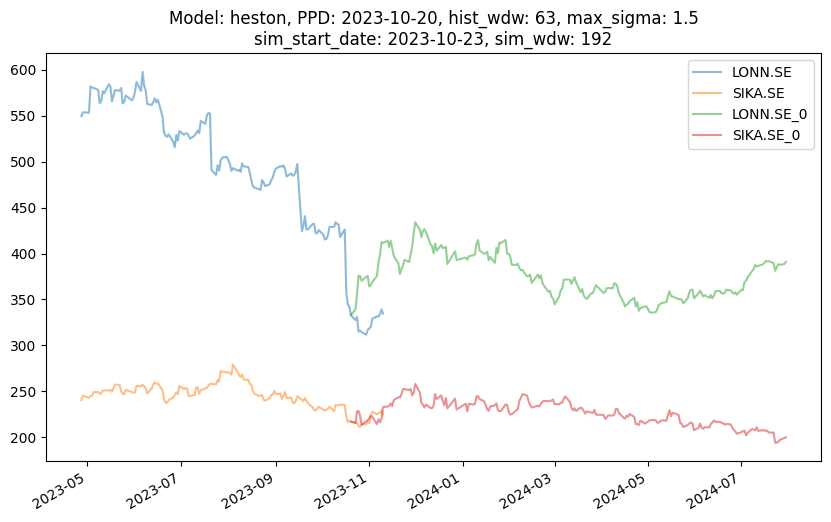 Model: heston, PPD: 2023-10-20, hist_wdw: 63, max_sigma: 1.5
sim_start_date: 2023-10-23, sim_wdw: 192
LONN.SE
SIKA.SE
LONN.SE_0
SIKA.SE_0
600
550
500
450
400
350
300
250
200
2023-05
2023-07
2023-09
2023-11
2024-01
2024-03
2024-05
2024-07